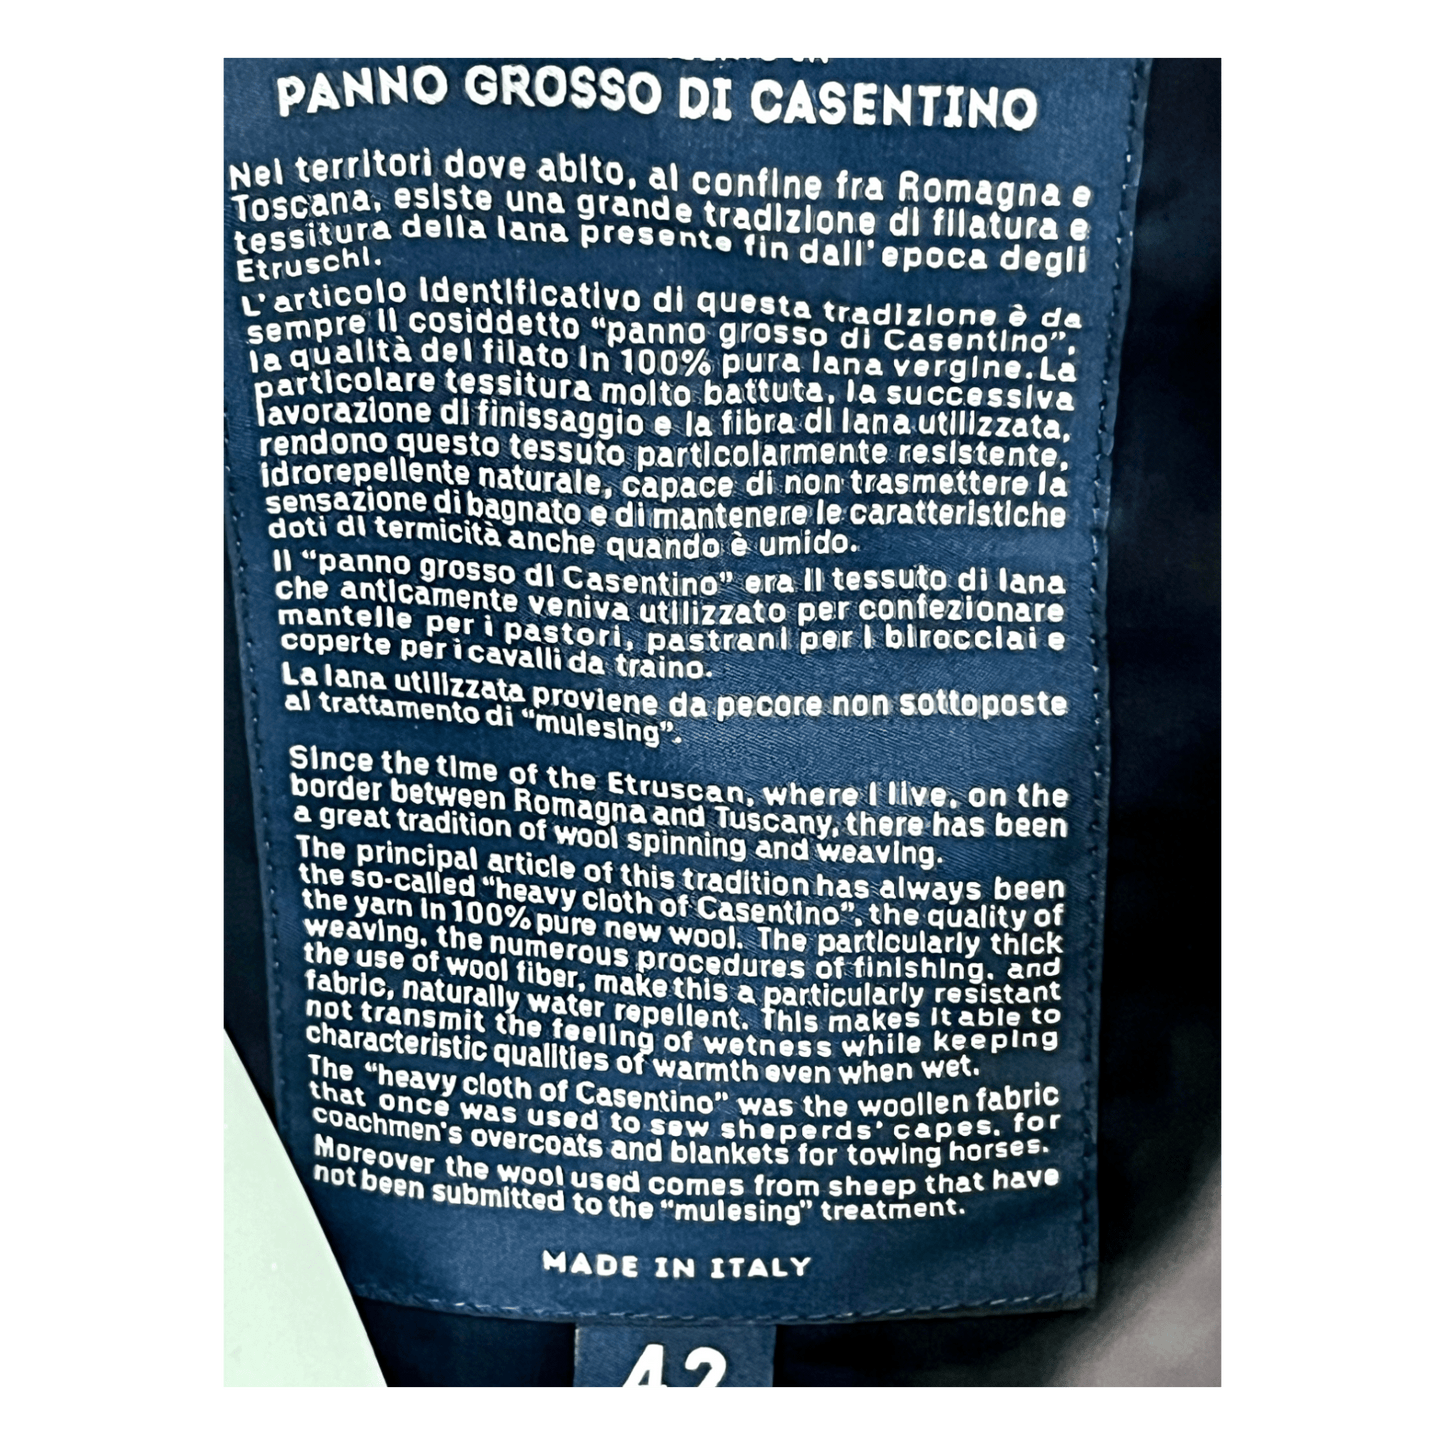 PANNO GROSSO DI CASENTINO
Nei territori dove abito, al confine fra Romagna e
Toscana, esiste una grande tradizione di filatura e
tessitura della lana presente fin dall'epoca degli
Etruschi.
L'articolo identificativo di questa tradizione è da
sempre il cosiddetto “panno grosso di Casentino”,
la qualità del filato in 100% pura lana vergine. La
particolare tessitura molto battuta, la successiva
lavorazione di finissaggio e la fibra di lana utilizzata,
rendono questo tessuto particolarmente resistente,
idrorepellente naturale, capace di non trasmettere la
sensazione di bagnato e di mantenere le caratteristiche
doti di termicità anche quando è umido.
Il “panno grosso di Casentino” era il tessuto di lana
che anticamente veniva utilizzato per confezionare
mantelle per i pastori, pastrani per i birocciai e
coperte per i cavalli da traino.
La lana utilizzata proviene da pecore non sottoposte
al trattamento di “mulesing”.
Since the time of the Etruscan, where I live, on the
border between Romagna and Tuscany, there has been
a great tradition of wool spinning and weaving.
The principal article of this tradition has always been
the so-called “heavy cloth of Casentino”, the quality of
the yarn in 100% pure new wool. The particularly thick
weaving, the numerous procedures of finishing, and
the use of wool fiber, make this a particularly resistant
fabric, naturally water repellent. This makes it able to
not transmit the feeling of wetness while keeping
characteristic qualities of warmth even when wet.
The “heavy cloth of Casentino” was the woollen fabric
that once was used to sew sheperds' capes, for
coachmen's overcoats and blankets for towing horses.
Moreover the wool used comes from sheep that have
not been submitted to the “mulesing” treatment.
MADE IN ITALY
42